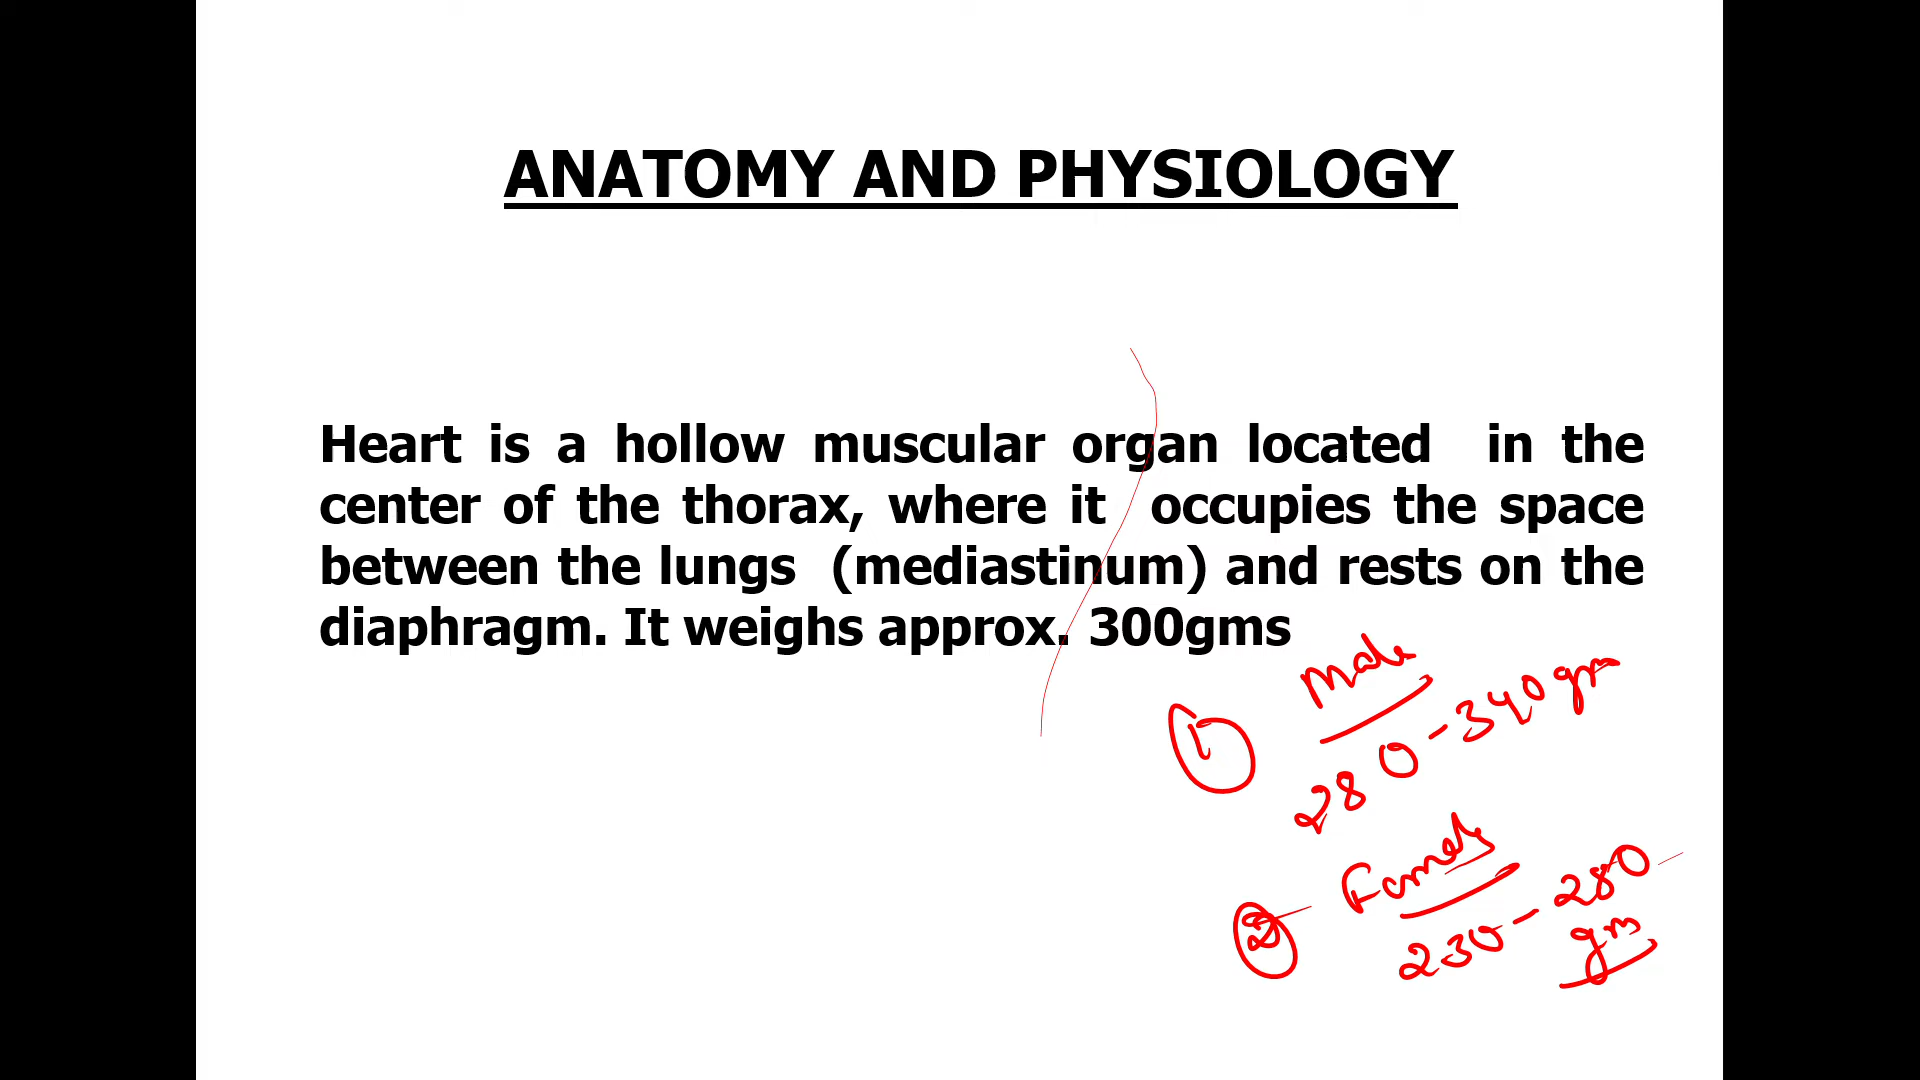 ANATOMY AND PHYSIOLOGY
Heart is a hollow muscular organ located in the
center of the thorax, where it occupies the space
between the lungs (mediastinum) and rests on the
diaphragm. It weighs approx. 300gms
① Male
280-340gm
② Female
230-280
gm